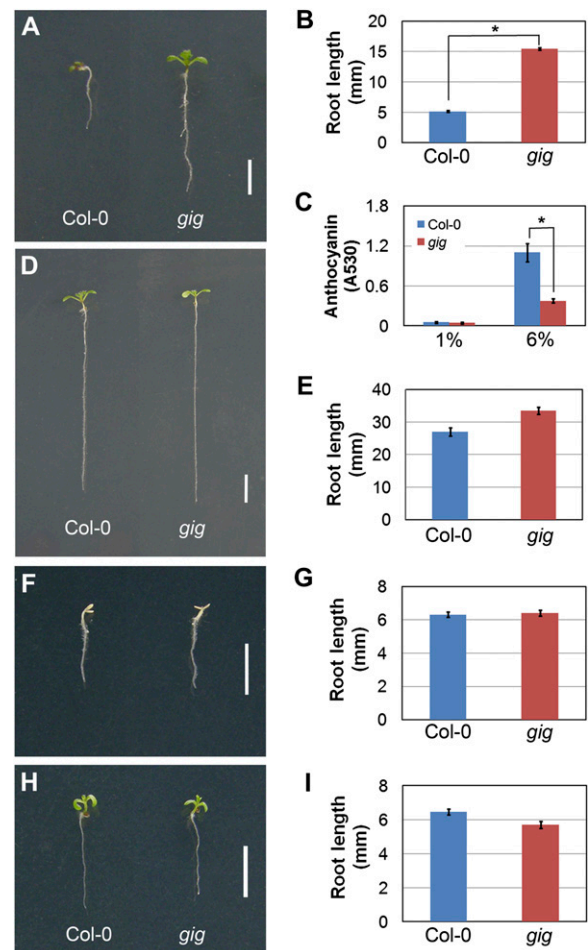 A
Col-0 gig
B
Root length
(mm)
20
15
10
5
0
Col-0 gig
*
C
Anthocyanin
(A530)
1.8
1.2
0.6
0
Col-0
gig
*
1% 6%
D
Col-0 gig
E
Root length
(mm)
40
30
20
10
0
Col-0 gig
F
Col-0 gig
G
Root length
(mm)
8
6
4
2
0
Col-0 gig
H
Col-0 gig
I
Root length
(mm)
8
6
4
2
0
Col-0 gig